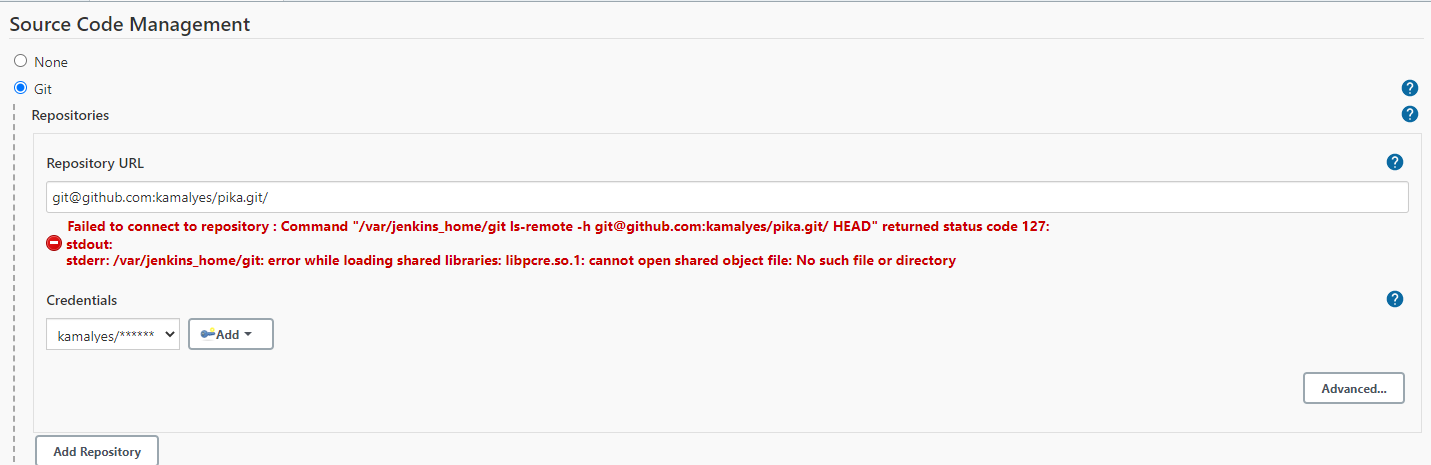 Source Code Management
None
Git
?
Repositories
?
Repository URL
?
git@github.com:kamalyes/pika.git/
Failed to connect to repository : Command "/var/jenkins_home/git ls-remote -h git@github.com:kamalyes/pika.git/ HEAD" returned status code 127:
stdout:
stderr: /var/jenkins_home/git: error while loading shared libraries: libpcre.so.1: cannot open shared object file: No such file or directory
Credentials
?
kamalyes/******
Add
Advanced...
Add Repository